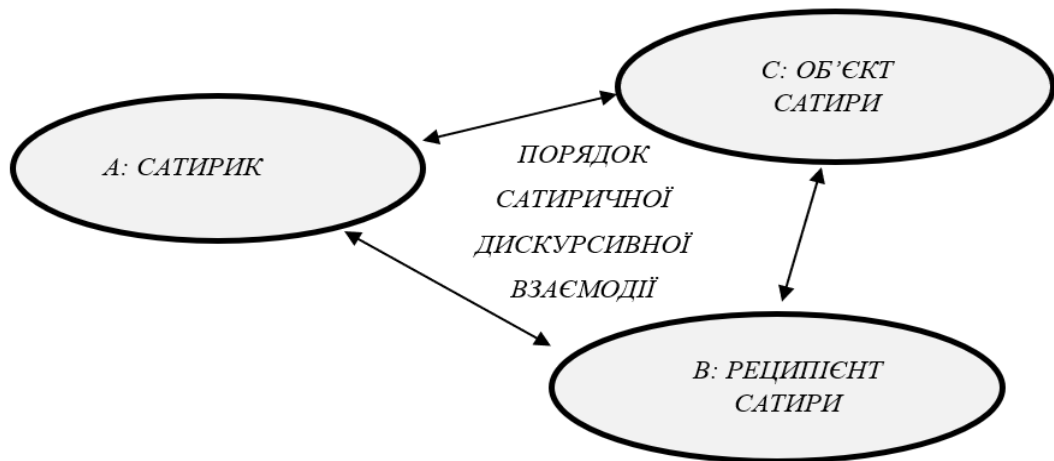 С: ОБ’ЄКТ
САТИРИ
А: САТИРИК
ПОРЯДОК
САТИРИЧНОЇ
ДИСКУРСИВНОЇ
ВЗАЄМОДІЇ
В: РЕЦИПІЄНТ
САТИРИ